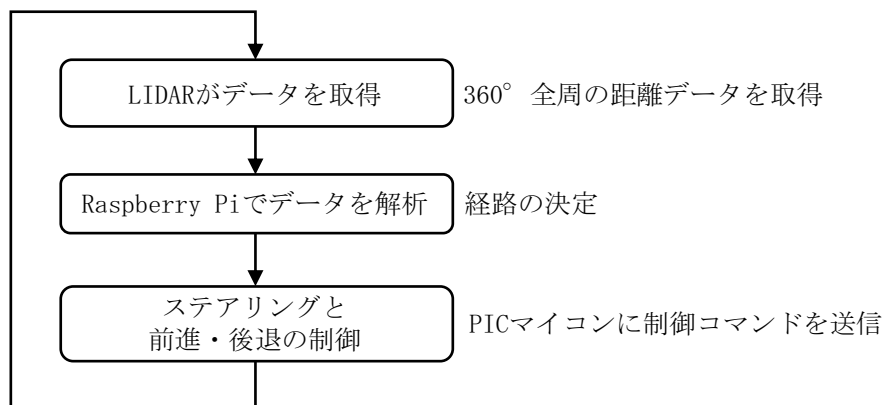 LIDARがデータを取得
360°全周の距離データを取得
Raspberry Piでデータを解析
経路の決定
ステアリングと
前進・後退の制御
PICマイコンに制御コマンドを送信